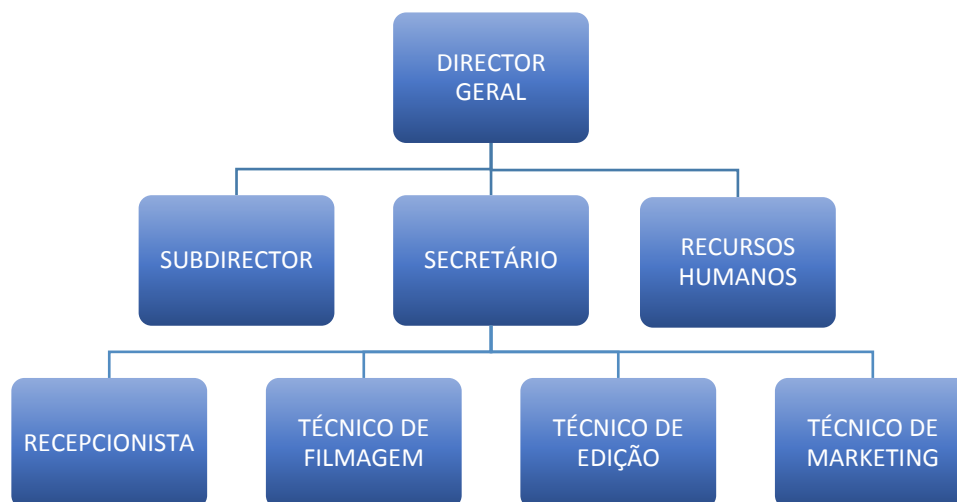 DIRECTOR
GERAL
SUBDIRECTOR
SECRETÁRIO
RECURSOS
HUMANOS
RECEPCIONISTA
TÉCNICO DE
FILMAGEM
TÉCNICO DE
EDIÇÃO
TÉCNICO DE
MARKETING